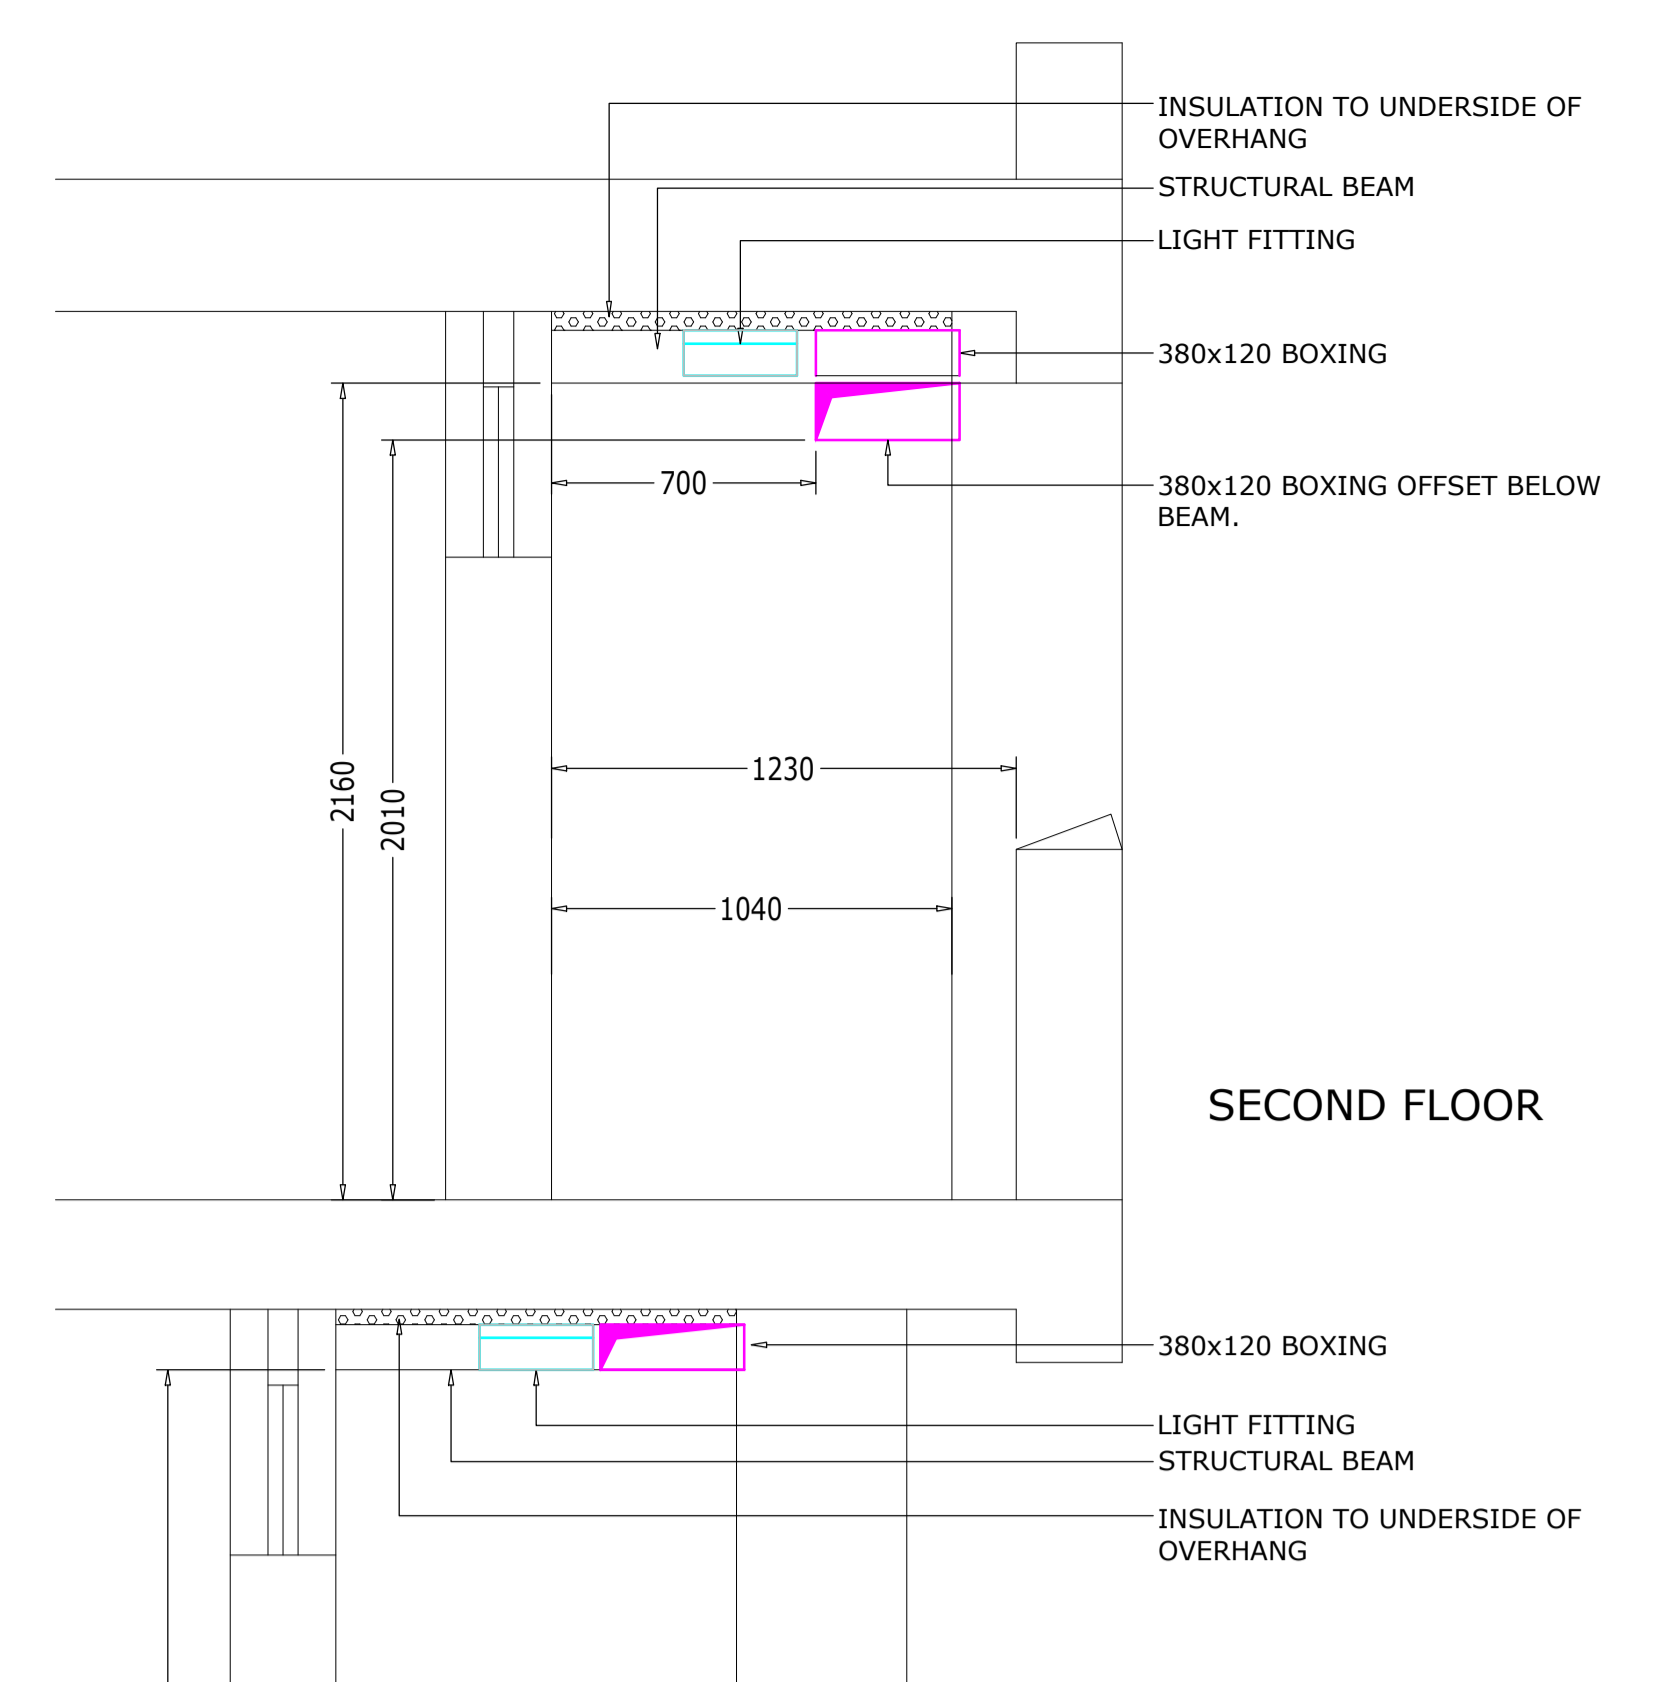 INSULATION TO UNDERSIDE OF
OVERHANG
STRUCTURAL BEAM
LIGHT FITTING
380x120 BOXING
380x120 BOXING OFFSET BELOW
BEAM.
700
1230
2160
2010
1040
SECOND FLOOR
380x120 BOXING
LIGHT FITTING
STRUCTURAL BEAM
INSULATION TO UNDERSIDE OF
OVERHANG